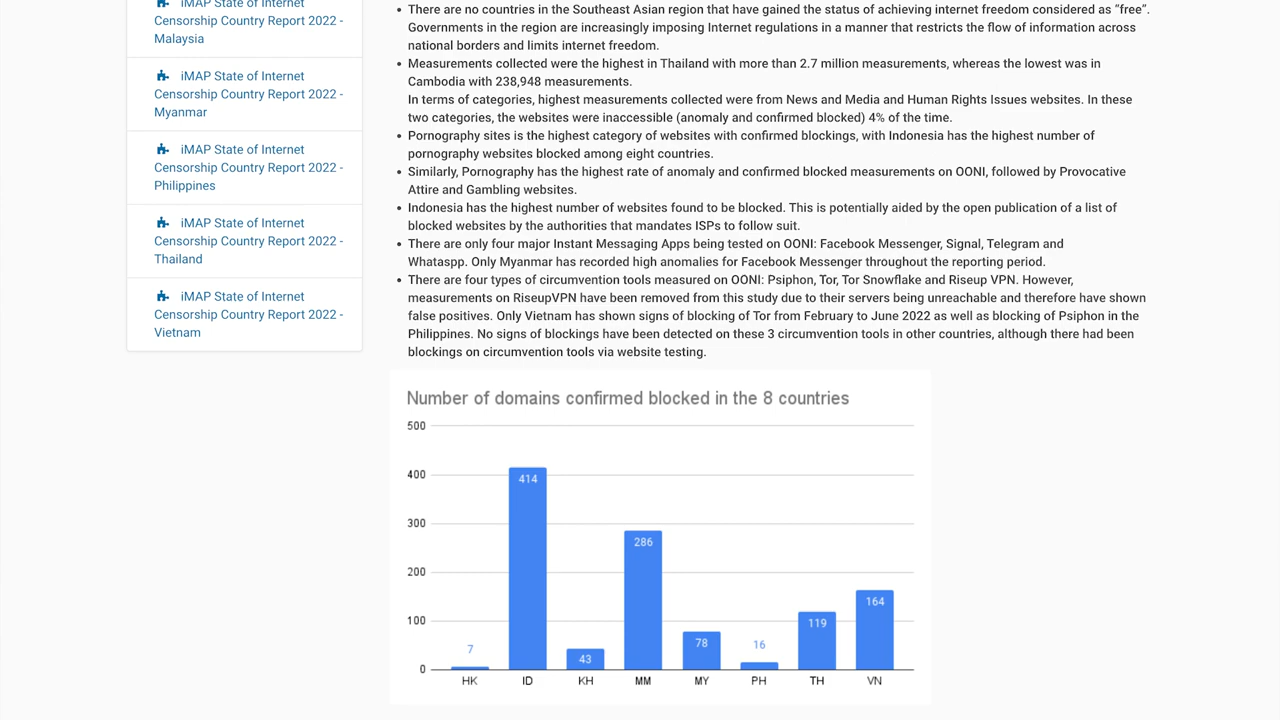 iMAP State of Internet
Censorship Country Report 2022 -
Malaysia
iMAP State of Internet
Censorship Country Report 2022 -
Myanmar
iMAP State of Internet
Censorship Country Report 2022 -
Philippines
iMAP State of Internet
Censorship Country Report 2022 -
Thailand
iMAP State of Internet
Censorship Country Report 2022 -
Vietnam
• There are no countries in the Southeast Asian region that have gained the status of achieving internet freedom considered as “free”.
Governments in the region are increasingly imposing Internet regulations in a manner that restricts the flow of information across
national borders and limits internet freedom.
• Measurements collected were the highest in Thailand with more than 2.7 million measurements, whereas the lowest was in
Cambodia with 238,948 measurements.
In terms of categories, highest measurements collected were from News and Media and Human Rights Issues websites. In these
two categories, the websites were inaccessible (anomaly and confirmed blocked) 4% of the time.
• Pornography sites is the highest category of websites with confirmed blockings, with Indonesia has the highest number of
pornography websites blocked among eight countries.
• Similarly, Pornography has the highest rate of anomaly and confirmed blocked measurements on OONI, followed by Provocative
Attire and Gambling websites.
• Indonesia has the highest number of websites found to be blocked. This is potentially aided by the open publication of a list of
blocked websites by the authorities that mandates ISPs to follow suit.
• There are only four major Instant Messaging Apps being tested on OONI: Facebook Messenger, Signal, Telegram and
Whataspp. Only Myanmar has recorded high anomalies for Facebook Messenger throughout the reporting period.
• There are four types of circumvention tools measured on OONI: Psiphon, Tor, Tor Snowflake and Riseup VPN. However,
measurements on RiseupVPN have been removed from this study due to their servers being unreachable and therefore have shown
false positives. Only Vietnam has shown signs of blocking of Tor from February to June 2022 as well as blocking of Psiphon in the
Philippines. No signs of blockings have been detected on these 3 circumvention tools in other countries, although there had been
blockings on circumvention tools via website testing.
Number of domains confirmed blocked in the 8 countries
500
400
300
200
100
0
7
414
43
286
78
16
119
164
HK ID KH MM MY PH TH VN